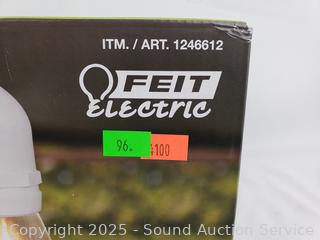 ITM. / ART. 1246612
FEIT
Electric
96.
4100
Copyright 2025 - Sound Auction Service